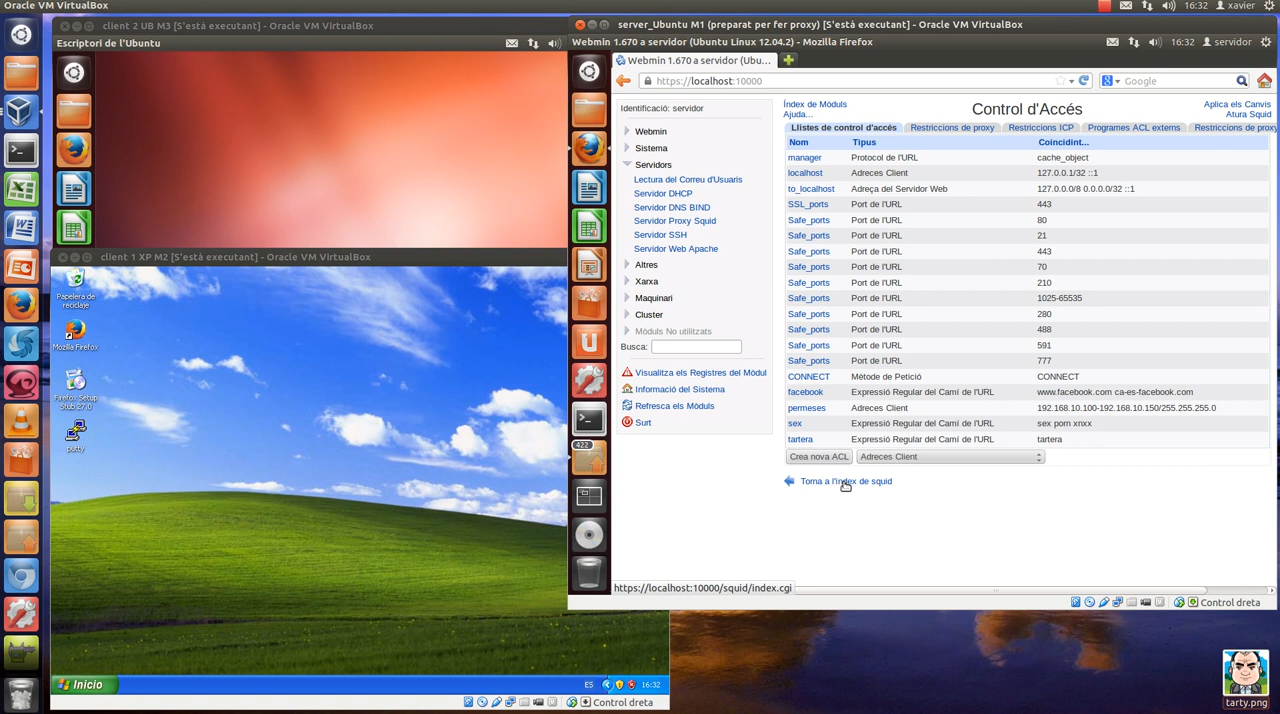 Oracle VM VirtualBox
16:32
xavier
client 2 UB M3 [S'està executant] - Oracle VM VirtualBox
Escriptori de l'Ubuntu
client 1 XP M2 [S'està executant] - Oracle VM VirtualBox
Papelera de
reciclaje
Mozilla Firefox
Firefox Setup
Stub 27.0
putty
Inicio
ES
16:32
Control dreta
server_Ubuntu M1 (preparat per fer proxy) [S'està executant] - Oracle VM VirtualBox
Webmin 1.670 a servidor (Ubuntu Linux 12.04.2) - Mozilla Firefox
16:32
servidor
Webmin 1.670 a servidor (Ubu...
https://localhost:10000
Google
422
Identificació: servidor
Webmin
Sistema
Servidors
Lectura del Correu d'Usuaris
Servidor DHCP
Servidor DNS BIND
Servidor Proxy Squid
Servidor SSH
Servidor Web Apache
Altres
Xarxa
Maquinari
Cluster
Mòduls No utilitzats
Busca:
Visualitza els Registres del Mòdul
Informació del Sistema
Refresca els Mòduls
Surt
Índex de Mòduls
Ajuda...
Control d'Accés
Aplica els Canvis
Atura Squid
Llistes de control d'accés Restriccions de proxy Restriccions ICP Programes ACL externs Restriccions de proxy
Nom Tipus Coincidint...
manager Protocol de l'URL cache_object
localhost Adreces Client 127.0.0.1/32 ::1
to_localhost Adreça del Servidor Web 127.0.0.0/8 0.0.0.0/32 ::1
SSL_ports Port de l'URL 443
Safe_ports Port de l'URL 80
Safe_ports Port de l'URL 21
Safe_ports Port de l'URL 443
Safe_ports Port de l'URL 70
Safe_ports Port de l'URL 210
Safe_ports Port de l'URL 1025-65535
Safe_ports Port de l'URL 280
Safe_ports Port de l'URL 488
Safe_ports Port de l'URL 591
Safe_ports Port de l'URL 777
CONNECT Mètode de Petició CONNECT
facebook Expressió Regular del Camí de l'URL www.facebook.com ca-es-facebook.com
permeses Adreces Client 192.168.10.100-192.168.10.150/255.255.255.0
sex Expressió Regular del Camí de l'URL sex porn xnxx
tartera Expressió Regular del Camí de l'URL tartera
Crea nova ACL Adreces Client
Torna a l'índex de squid
https://localhost:10000/squid/index.cgi
Control dreta
tarty.png